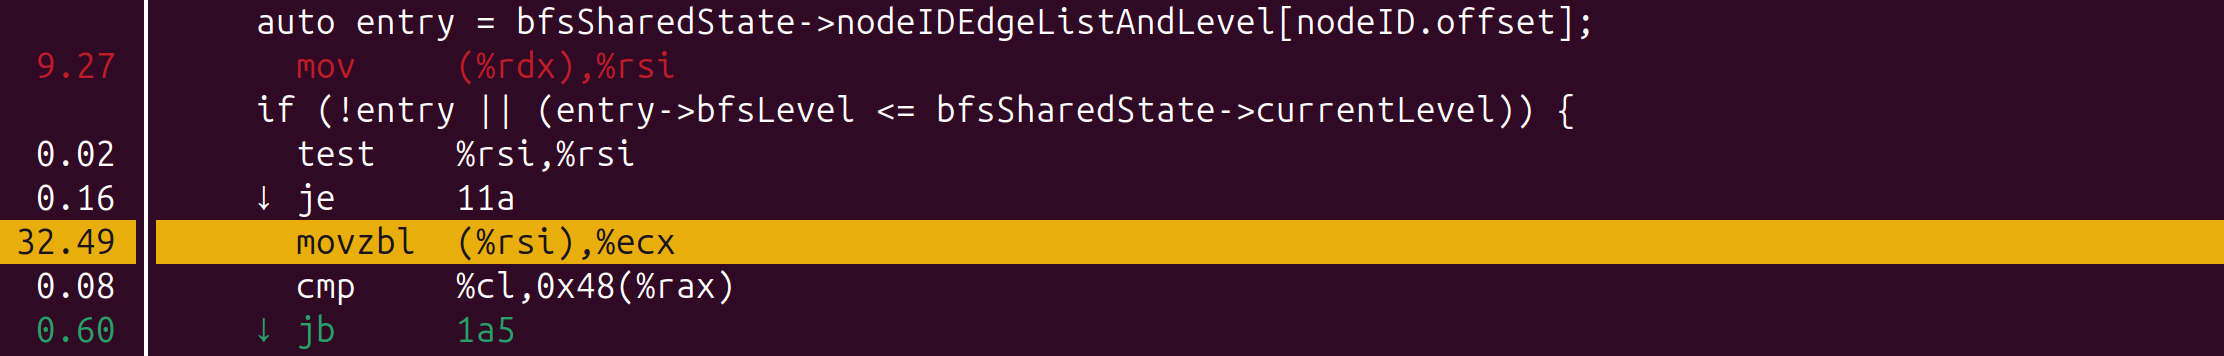 auto entry = bfsSharedState->nodeIDEdgeListAndLevel[nodeID.offset];
9.27 mov (%rdx),%rsi
if (!entry || (entry->bfsLevel <= bfsSharedState->currentLevel)) {
0.02 test %rsi,%rsi
0.16 ↓ je 11a
32.49 movzbl (%rsi),%ecx
0.08 cmp %cl,0x48(%rax)
0.60 ↓ jb 1a5